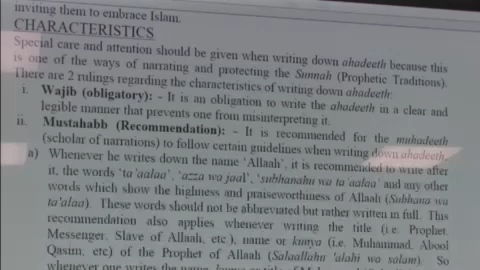 inviting them to embrace Islam.
CHARACTERISTICS
Special care and attention should be given when writing down ahadeeth because this
is one of the ways of narrating and protecting the Sunnah (Prophetic Traditions).
There are 2 rulings regarding the characteristics of writing down ahadeeth:
i. Wajib (obligatory): - It is an obligation to write the ahadeeth in a clear and
legible manner that prevents one from misinterpreting it.
ii. Mustahabb (Recommendation): - It is recommended for the muhadeeth
(scholar of narrations) to follow certain guidelines when writing down ahadeeth.
a) Whenever he writes down the name 'Allaah', it is recommended to write after
it, the words 'ta'aalaa', 'azza wa jaal', 'subhanahu wa ta'aalaa' and any other
words which show the highness and praiseworthness of Allaah (Subhana wa
ta'alaa). These words should not be abbreviated but rather written in full. This
recommendation also applies whenever writing the title (i.e. Prophet,
Messenger, Slave of Allaah, etc.), name or kunya (i.e. Muhammad, Abool
Qasim, etc) of the Prophet of Allaah (Salaallahn 'alahi wo salam). So
whenever one writes the name, kunya or title of